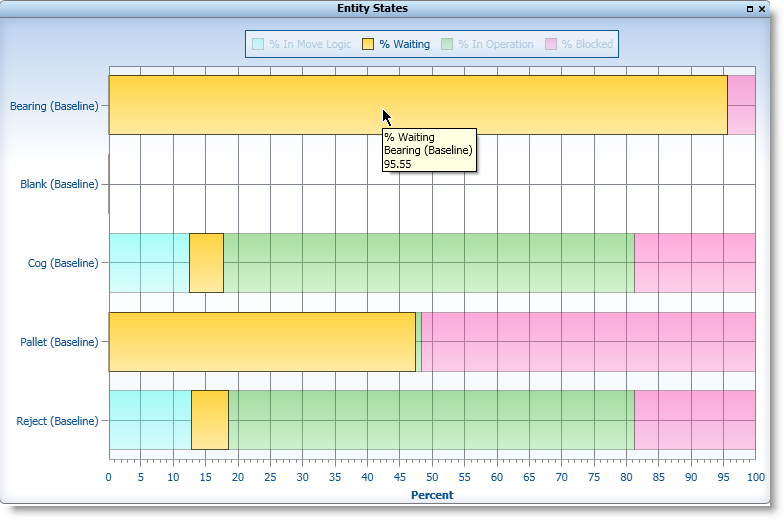 Entity States
% In Move Logic % Waiting % In Operation % Blocked
Bearing (Baseline)
% Waiting
Bearing (Baseline)
95.55
Blank (Baseline)
Cog (Baseline)
Pallet (Baseline)
Reject (Baseline)
0 5 10 15 20 25 30 35 40 45 50 55 60 65 70 75 80 85 90 95 100
Percent